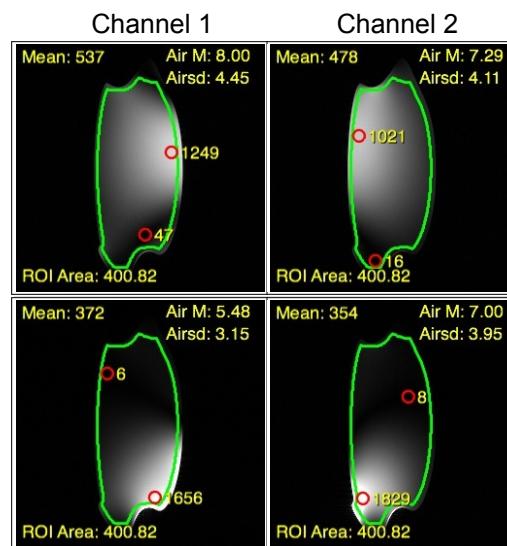 Channel 1 Channel 2
Mean: 537 Air M: 8.00
Airsd: 4.45
1249
47
ROI Area: 400.82
Mean: 478 Air M: 7.29
Airsd: 4.11
1021
16
ROI Area: 400.82
Mean: 372 Air M: 5.48
Airsd: 3.15
6
1656
ROI Area: 400.82
Mean: 354 Air M: 7.00
Airsd: 3.95
8
1829
ROI Area: 400.82